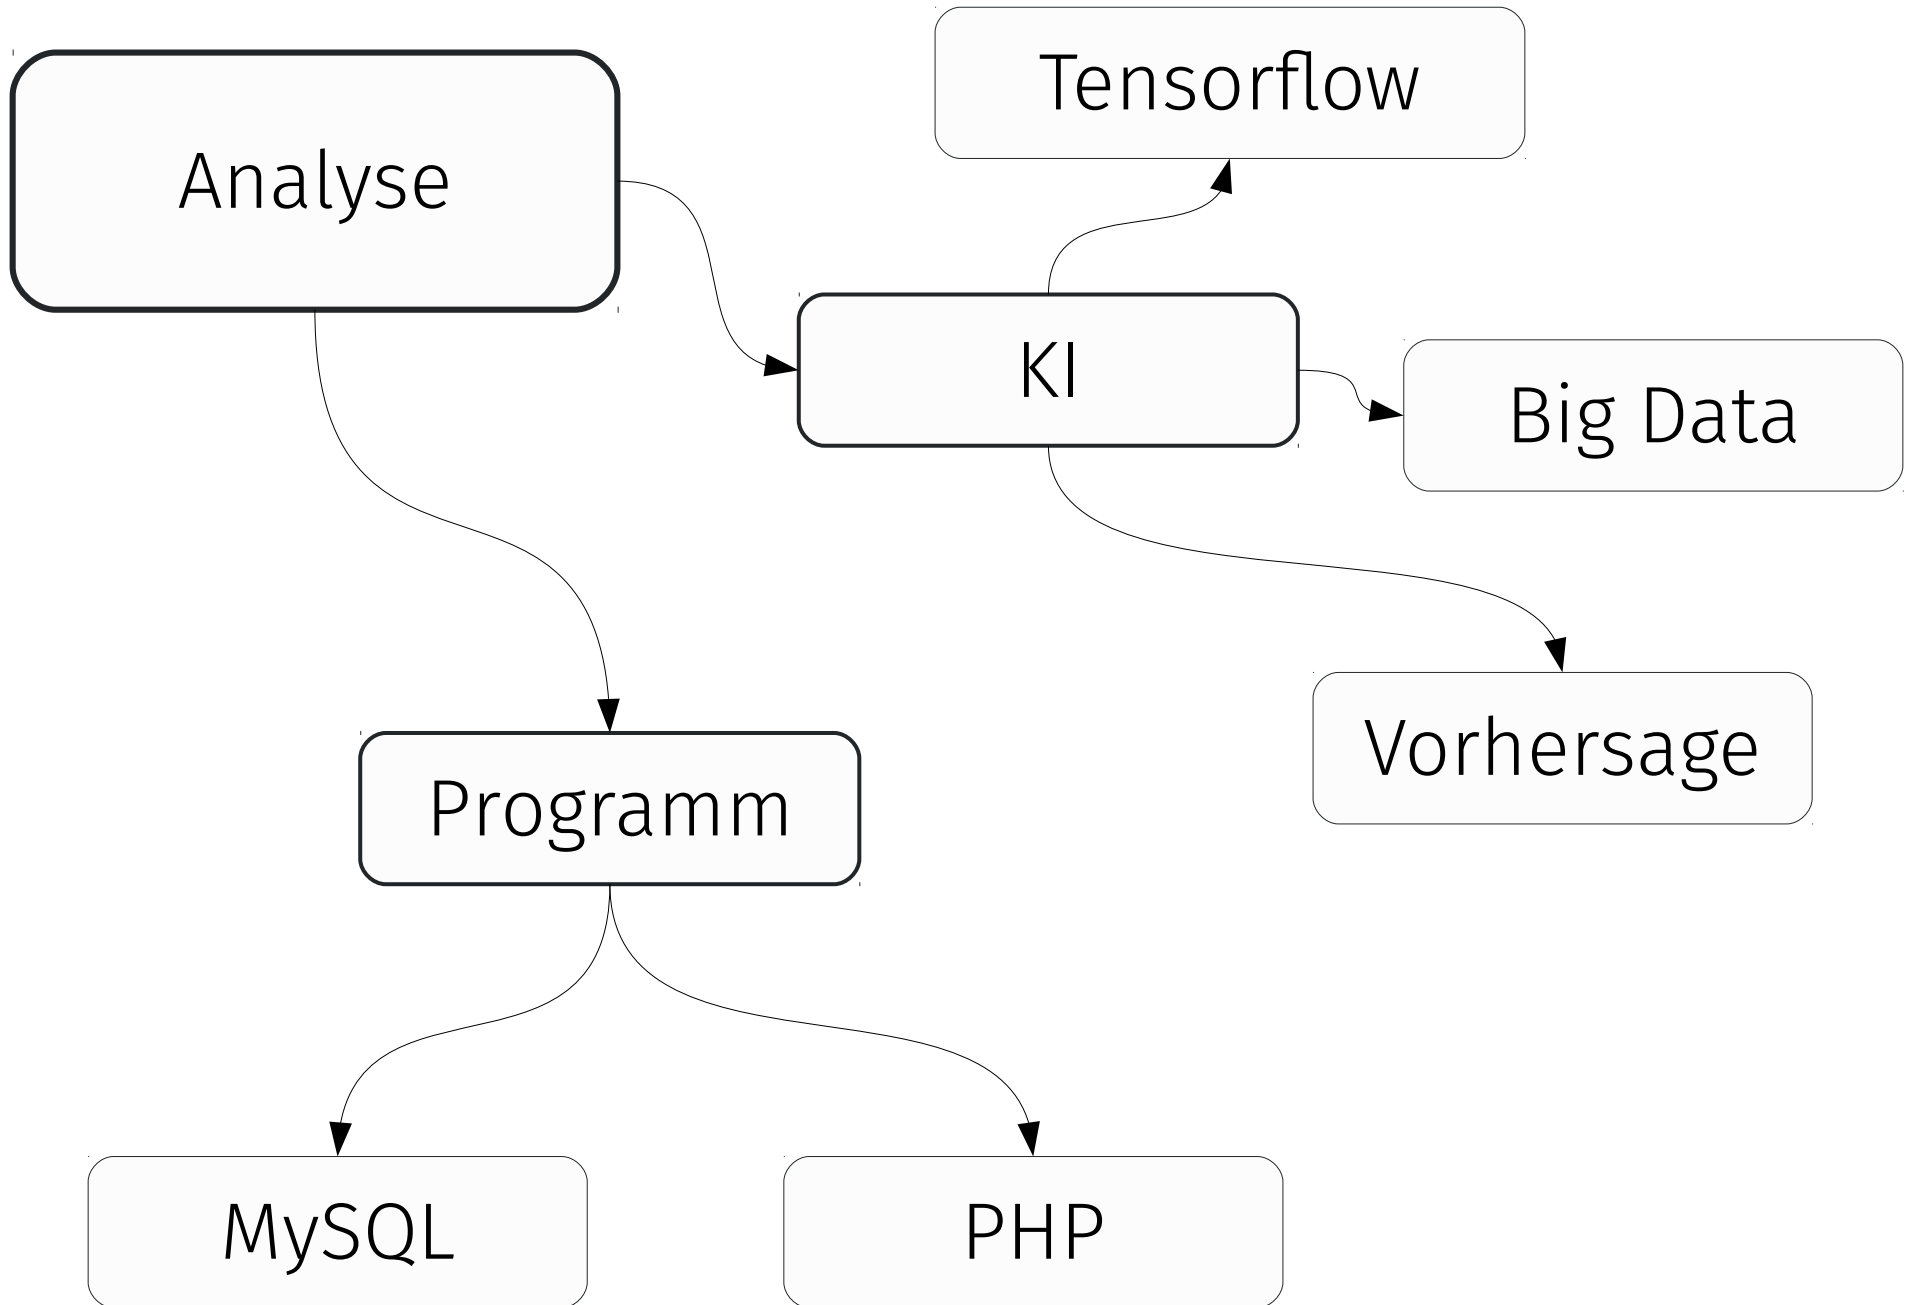 Tensorflow
Analyse
KI
Big Data
Vorhersage
Programm
MySQL
PHP